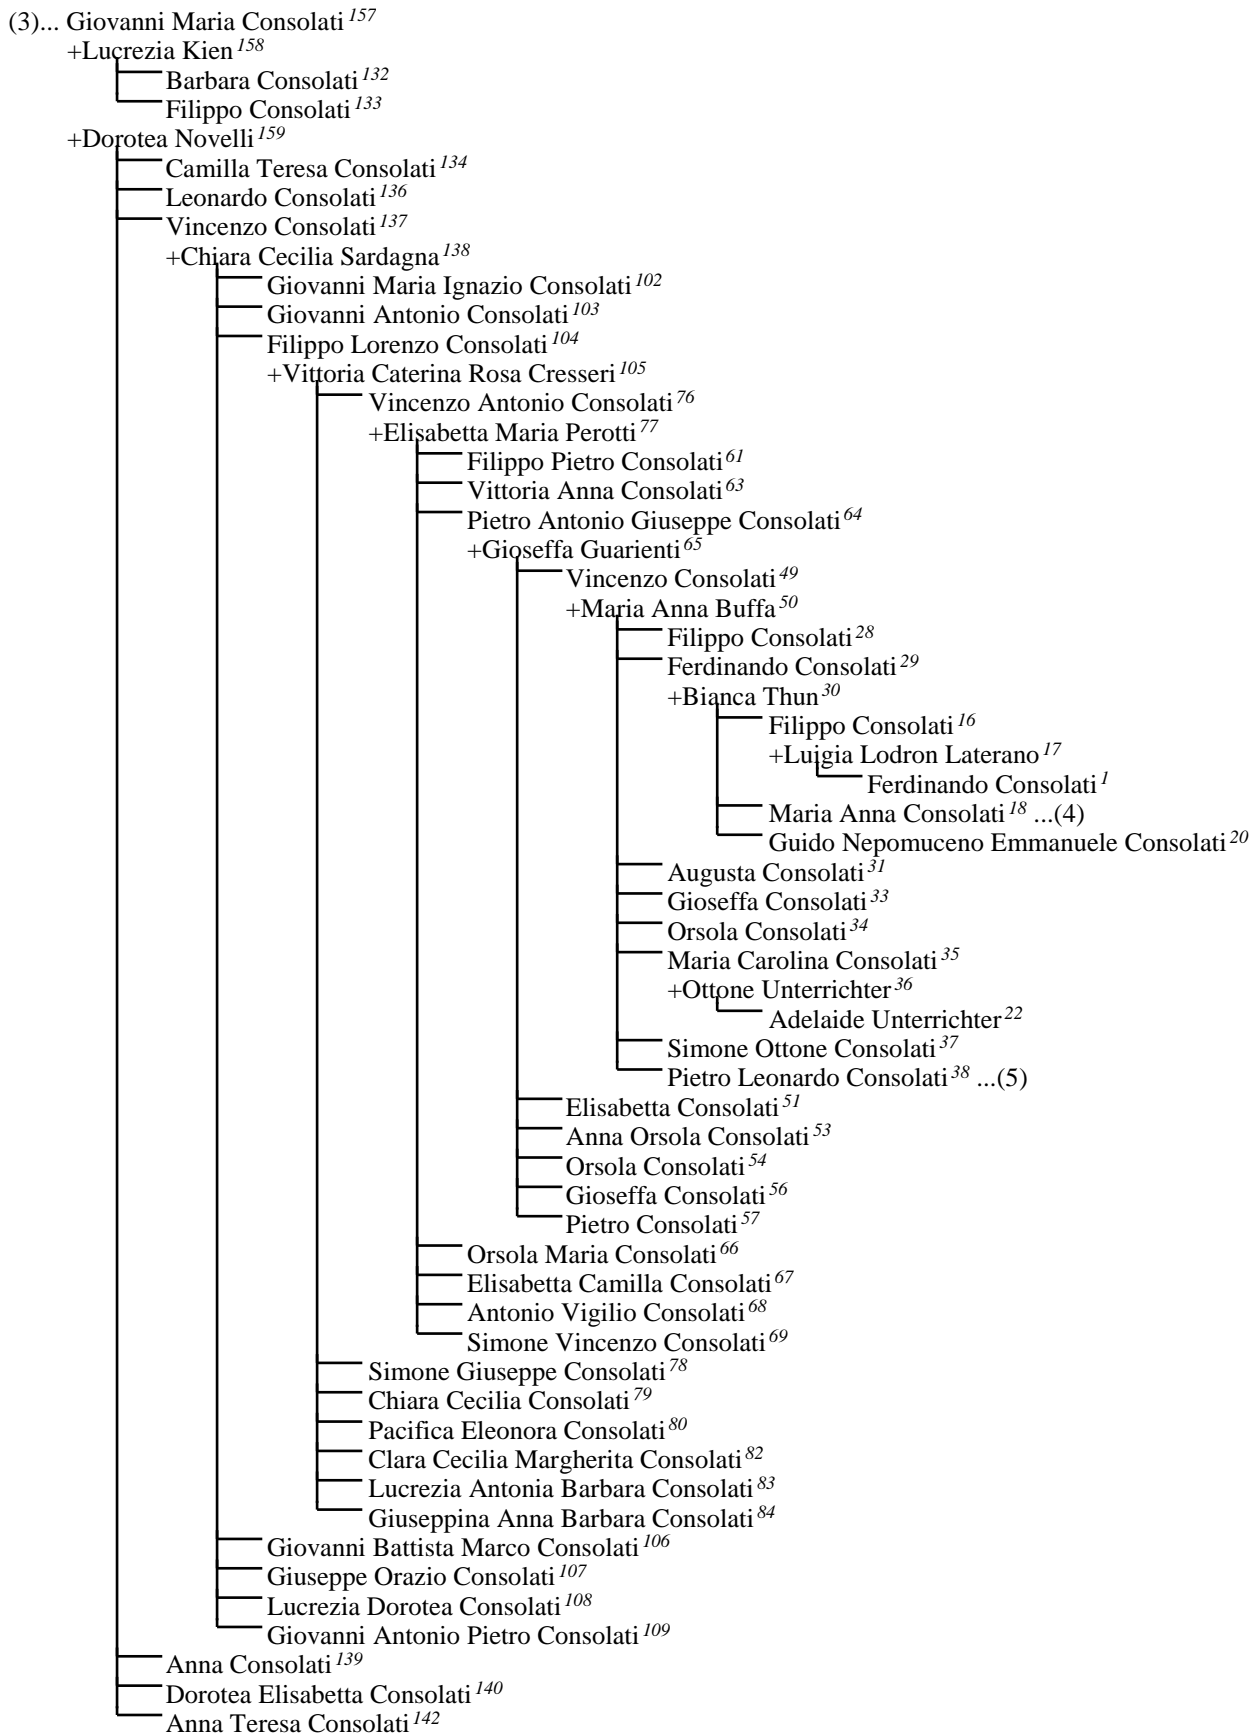 (3)... Giovanni Maria Consolati 157
+Lucrezia Kien 158
Barbara Consolati 132
Filippo Consolati 133
+Dorotea Novelli 159
Camilla Teresa Consolati 134
Leonardo Consolati 136
Vincenzo Consolati 137
+Chiara Cecilia Sardagna 138
Giovanni Maria Ignazio Consolati 102
Giovanni Antonio Consolati 103
Filippo Lorenzo Consolati 104
+Vittoria Caterina Rosa Cresseri 105
Vincenzo Antonio Consolati 76
+Elisabetta Maria Perotti 77
Filippo Pietro Consolati 61
Vittoria Anna Consolati 63
Pietro Antonio Giuseppe Consolati 64
+Gioseffa Guarienti 65
Vincenzo Consolati 49
+Maria Anna Buffa 50
Filippo Consolati 28
Ferdinando Consolati 29
+Bianca Thun 30
Filippo Consolati 16
+Luigia Lodron Laterano 17
Ferdinando Consolati 1
Maria Anna Consolati 18 ...(4)
Guido Nepomuceno Emmanuele Consolati 20
Augusta Consolati 31
Gioseffa Consolati 33
Orsola Consolati 34
Maria Carolina Consolati 35
+Ottone Unterrichter 36
Adelaide Unterrichter 22
Simone Ottone Consolati 37
Pietro Leonardo Consolati 38 ...(5)
Elisabetta Consolati 51
Anna Orsola Consolati 53
Orsola Consolati 54
Gioseffa Consolati 56
Pietro Consolati 57
Orsola Maria Consolati 66
Elisabetta Camilla Consolati 67
Antonio Vigilio Consolati 68
Simone Vincenzo Consolati 69
Simone Giuseppe Consolati 78
Chiara Cecilia Consolati 79
Pacifica Eleonora Consolati 80
Clara Cecilia Margherita Consolati 82
Lucrezia Antonia Barbara Consolati 83
Giuseppina Anna Barbara Consolati 84
Giovanni Battista Marco Consolati 106
Giuseppe Orazio Consolati 107
Lucrezia Dorotea Consolati 108
Giovanni Antonio Pietro Consolati 109
Anna Consolati 139
Dorotea Elisabetta Consolati 140
Anna Teresa Consolati 142